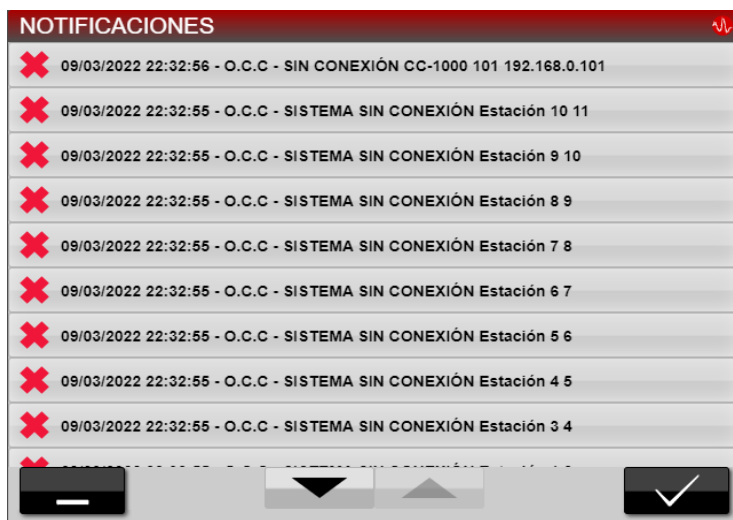 NOTIFICACIONES
09/03/2022 22:32:56 - O.C.C - SIN CONEXIÓN CC-1000 101 192.168.0.101
09/03/2022 22:32:55 - O.C.C - SISTEMA SIN CONEXIÓN Estación 10 11
09/03/2022 22:32:55 - O.C.C - SISTEMA SIN CONEXIÓN Estación 9 10
09/03/2022 22:32:55 - O.C.C - SISTEMA SIN CONEXIÓN Estación 8 9
09/03/2022 22:32:55 - O.C.C - SISTEMA SIN CONEXIÓN Estación 7 8
09/03/2022 22:32:55 - O.C.C - SISTEMA SIN CONEXIÓN Estación 6 7
09/03/2022 22:32:55 - O.C.C - SISTEMA SIN CONEXIÓN Estación 5 6
09/03/2022 22:32:55 - O.C.C - SISTEMA SIN CONEXIÓN Estación 4 5
09/03/2022 22:32:55 - O.C.C - SISTEMA SIN CONEXIÓN Estación 3 4